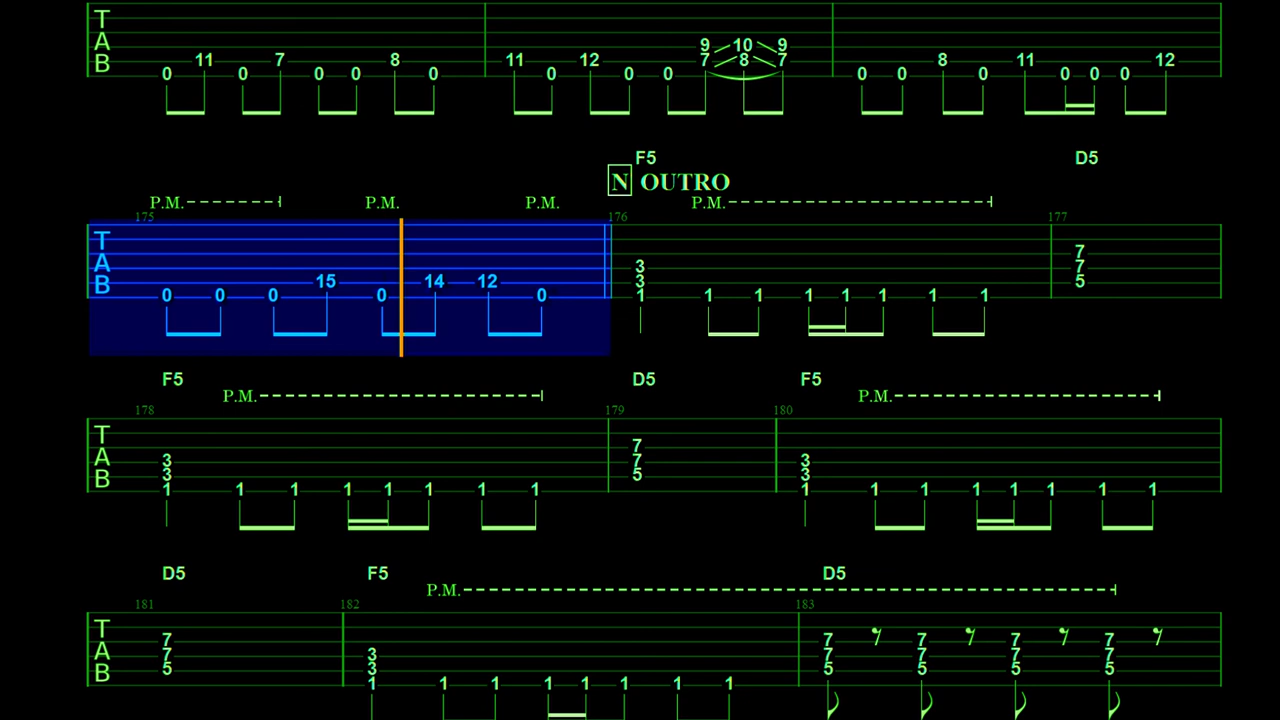 T
A
B
9 10 9
11 7 8 11 12 7 8 7 8 11 12
0 0 0 0 0 0 0 0 0 0 0 0 0 0 0
F5 D5
N OUTRO
P.M. P.M. P.M. P.M.
175 176 177
T
A
B
7
3 7
15 14 12 3 5
0 0 0 0 0 1 1 1 1 1 1 1 1
F5 D5 F5
P.M. P.M.
178 179 180
T
A
B
7
3 7 3
3 5 3
1 1 1 1 1 1 1 1 1 1 1 1 1 1 1 1
D5 F5 D5
P.M.
181 182 183
T
A
B
7 7 7 7 7
7 3 7 7 7 7
5 3 5 5 5 5
1 1 1 1 1 1 1 1